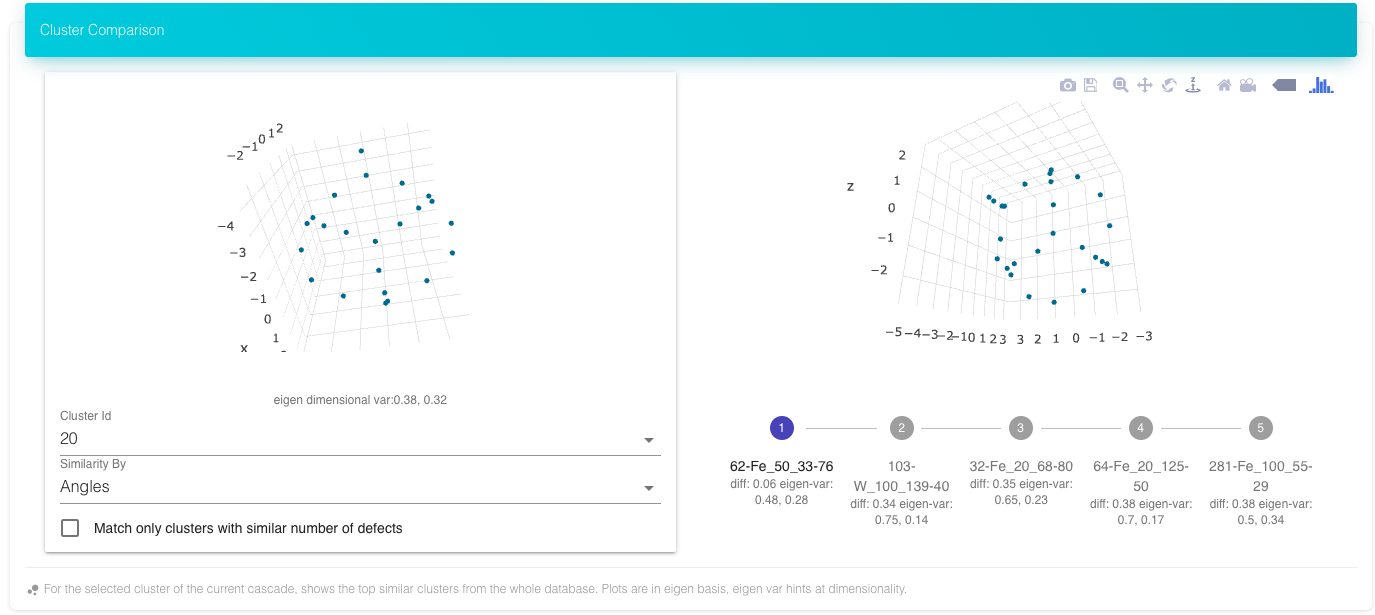 Cluster Comparison
−2 −1 0 1 2
−4
−3
−2
−1
0
1
x
eigen dimensional var:0.38, 0.32
Cluster Id
20
Similarity By
Angles
Match only clusters with similar number of defects
z
2
1
0
−1
−2
−5 −4 −3 −2 −1 0 1 2 3 3 2 1 0 −1 −2 −3
1 2 3 4 5
62-Fe_50_33-76
diff: 0.06 eigen-var:
0.48, 0.28
103-
W_100_139-40
diff: 0.34 eigen-var:
0.75, 0.14
32-Fe_20_68-80
diff: 0.35 eigen-var:
0.65, 0.23
64-Fe_20_125-
50
diff: 0.38 eigen-var:
0.7, 0.17
281-Fe_100_55-
29
diff: 0.38 eigen-var:
0.5, 0.34
For the selected cluster of the current cascade, shows the top similar clusters from the whole database. Plots are in eigen basis, eigen var hints at dimensionality.